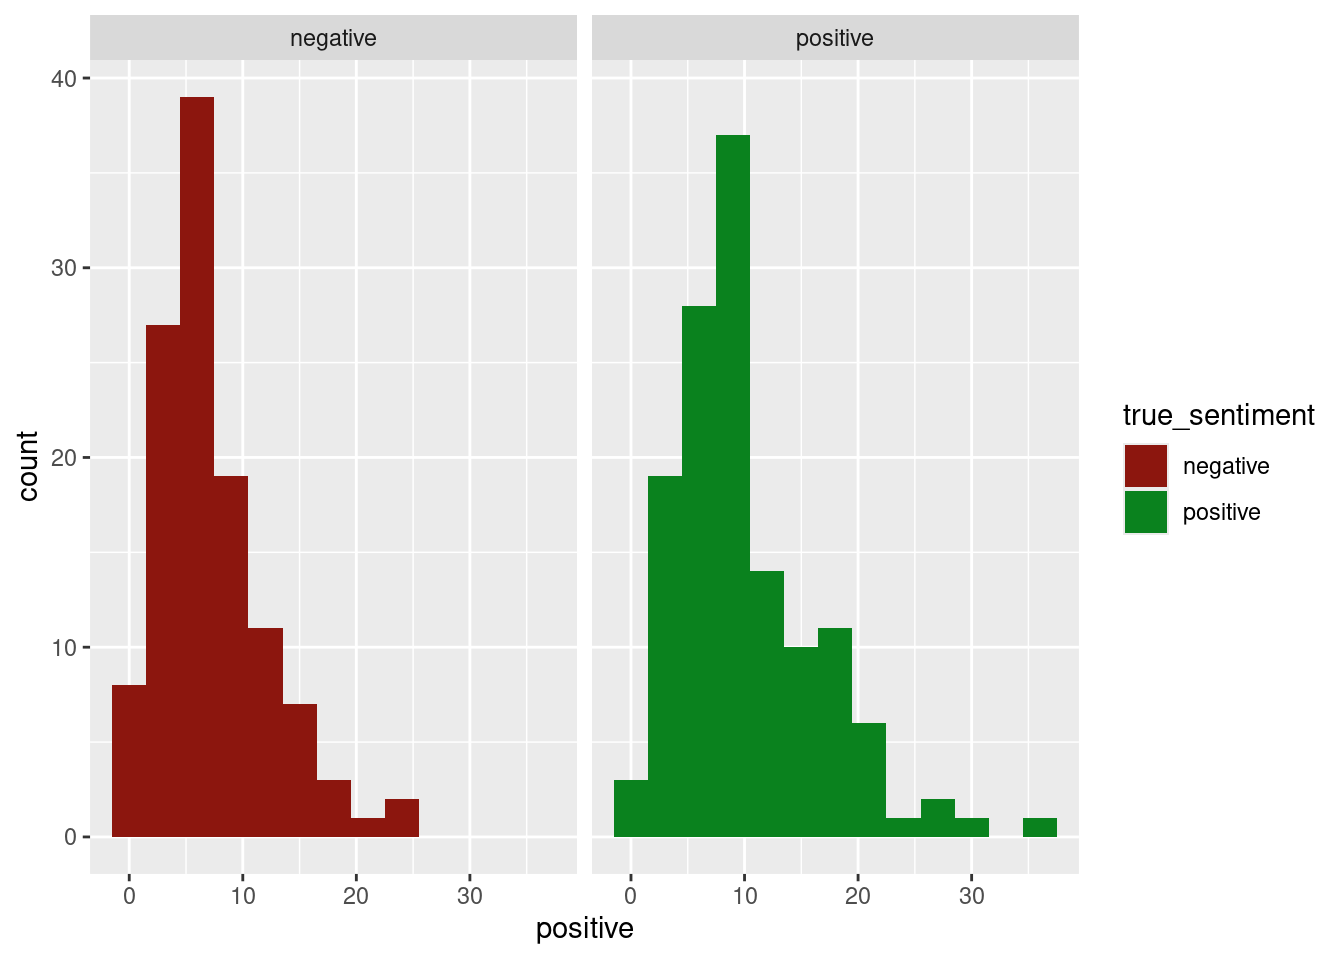 negative
positive
40
30
20
10
0
count
0 10 20 30
0 10 20 30
positive
true_sentiment
negative
positive